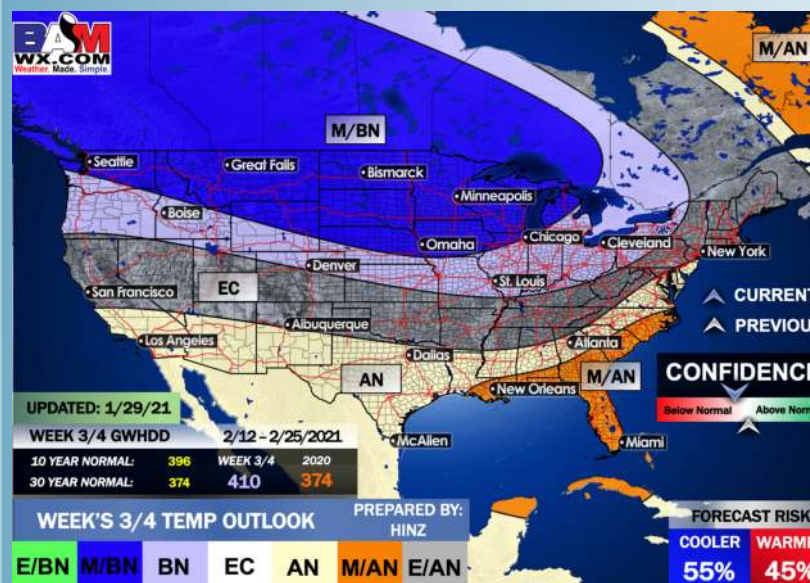 BAM
WX.COM
Weather. Made. Simple.
M/AN
M/BN
Seattle
Great Falls
Bismarck
Minneapolis
Boise
Omaha
Chicago
Cleveland
New York
Denver
St. Louis
San Francisco
EC
CURRENT
PREVIOU
Albuquerque
Los Angeles
Dallas
Atlanta
AN
M/AN
New Orleans
CONFIDENCE
Below Normal
Above Norm
McAllen
Miami
UPDATED: 1/29/21
WEEK 3/4 GWHDD 2/12 - 2/25/2021
10 YEAR NORMAL: 396 WEEK 3/4 2020
30 YEAR NORMAL: 374 410 374
WEEK'S 3/4 TEMP OUTLOOK
PREPARED BY:
HINZ
FORECAST RISK
COOLER WARME
55% 45%
E/BN M/BN BN EC AN M/AN E/AN